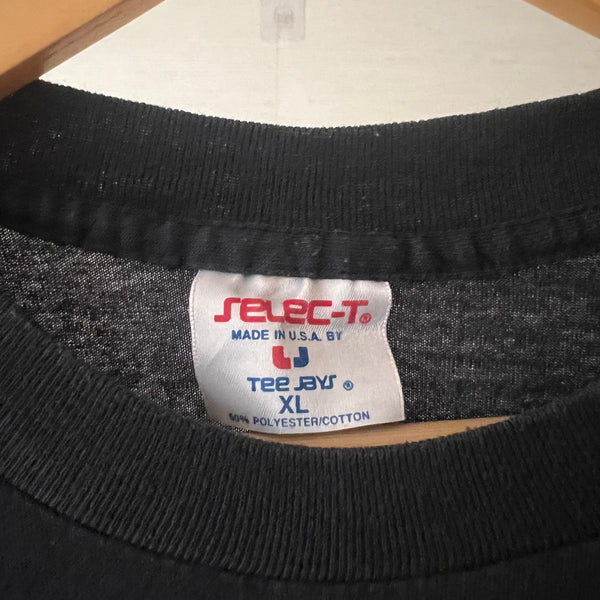 SELEC-T®
MADE IN U.S.A. BY
TEE JAYS ®
XL
50% POLYESTER/COTTON